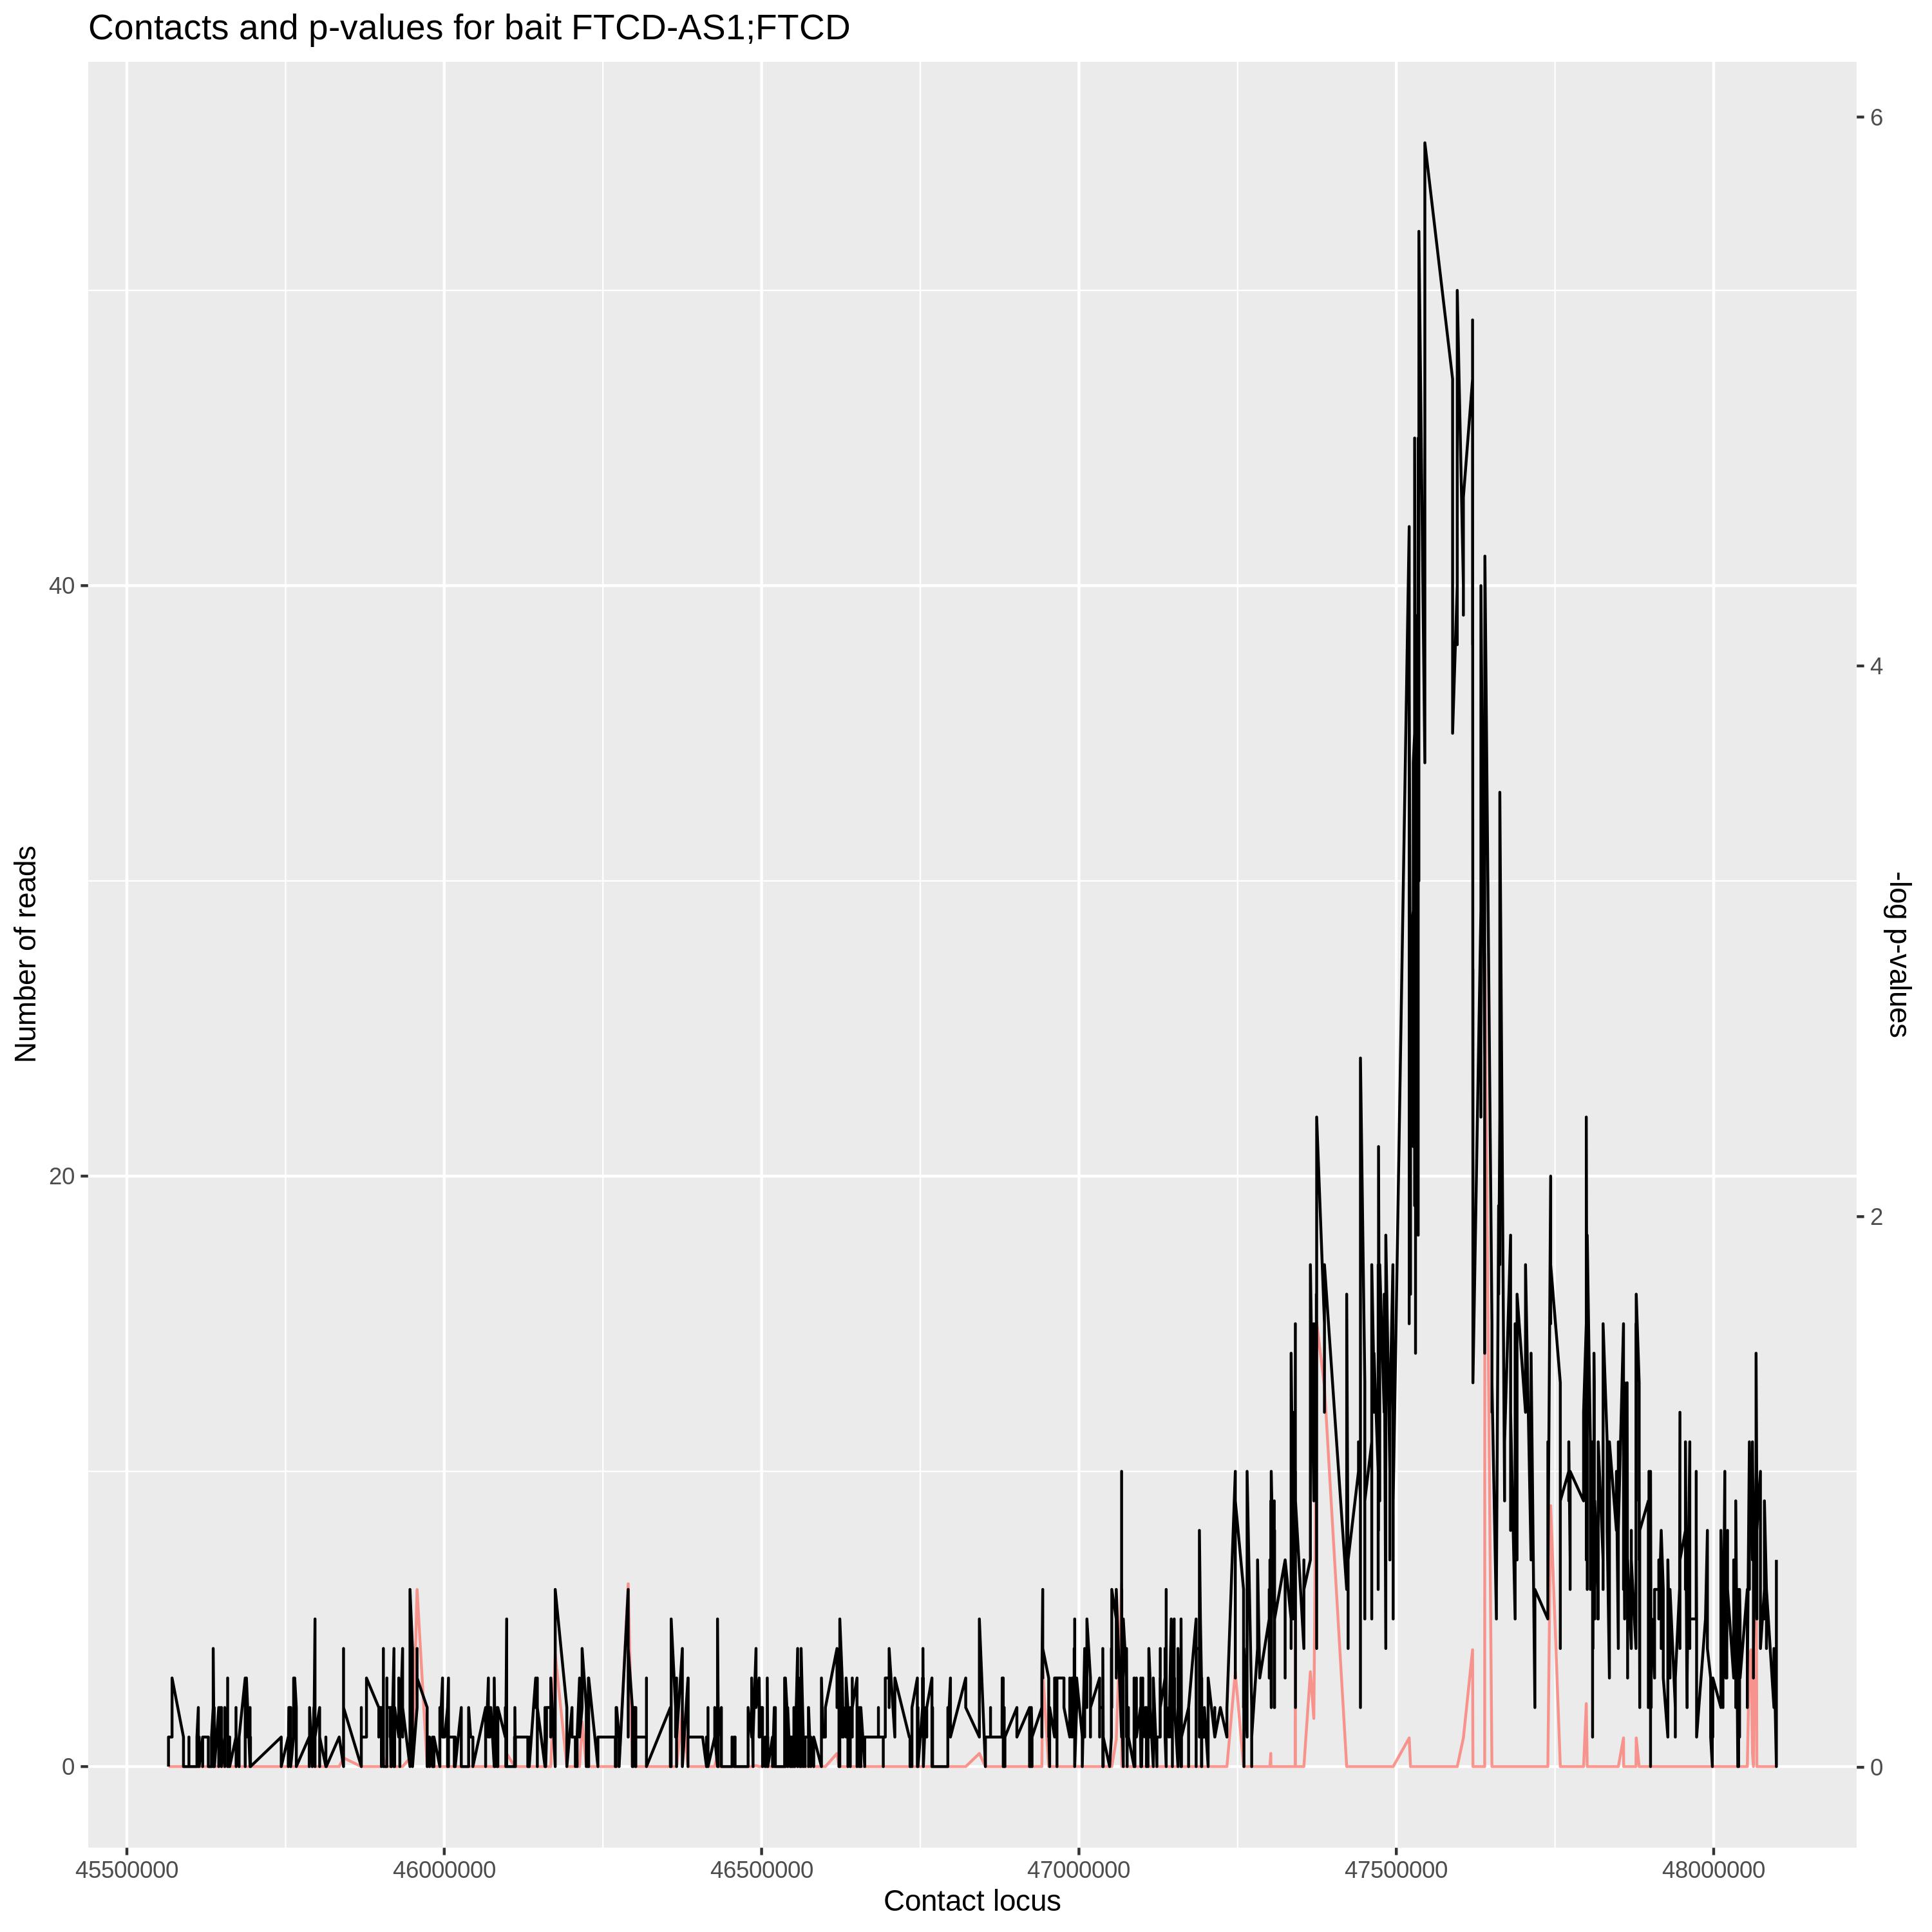 Contacts and p-values for bait FTCD-AS1;FTCD
6
40
4
Number of reads
-log p-values
20
2
0
0
45500000 46000000 46500000 47000000 47500000 48000000
Contact locus